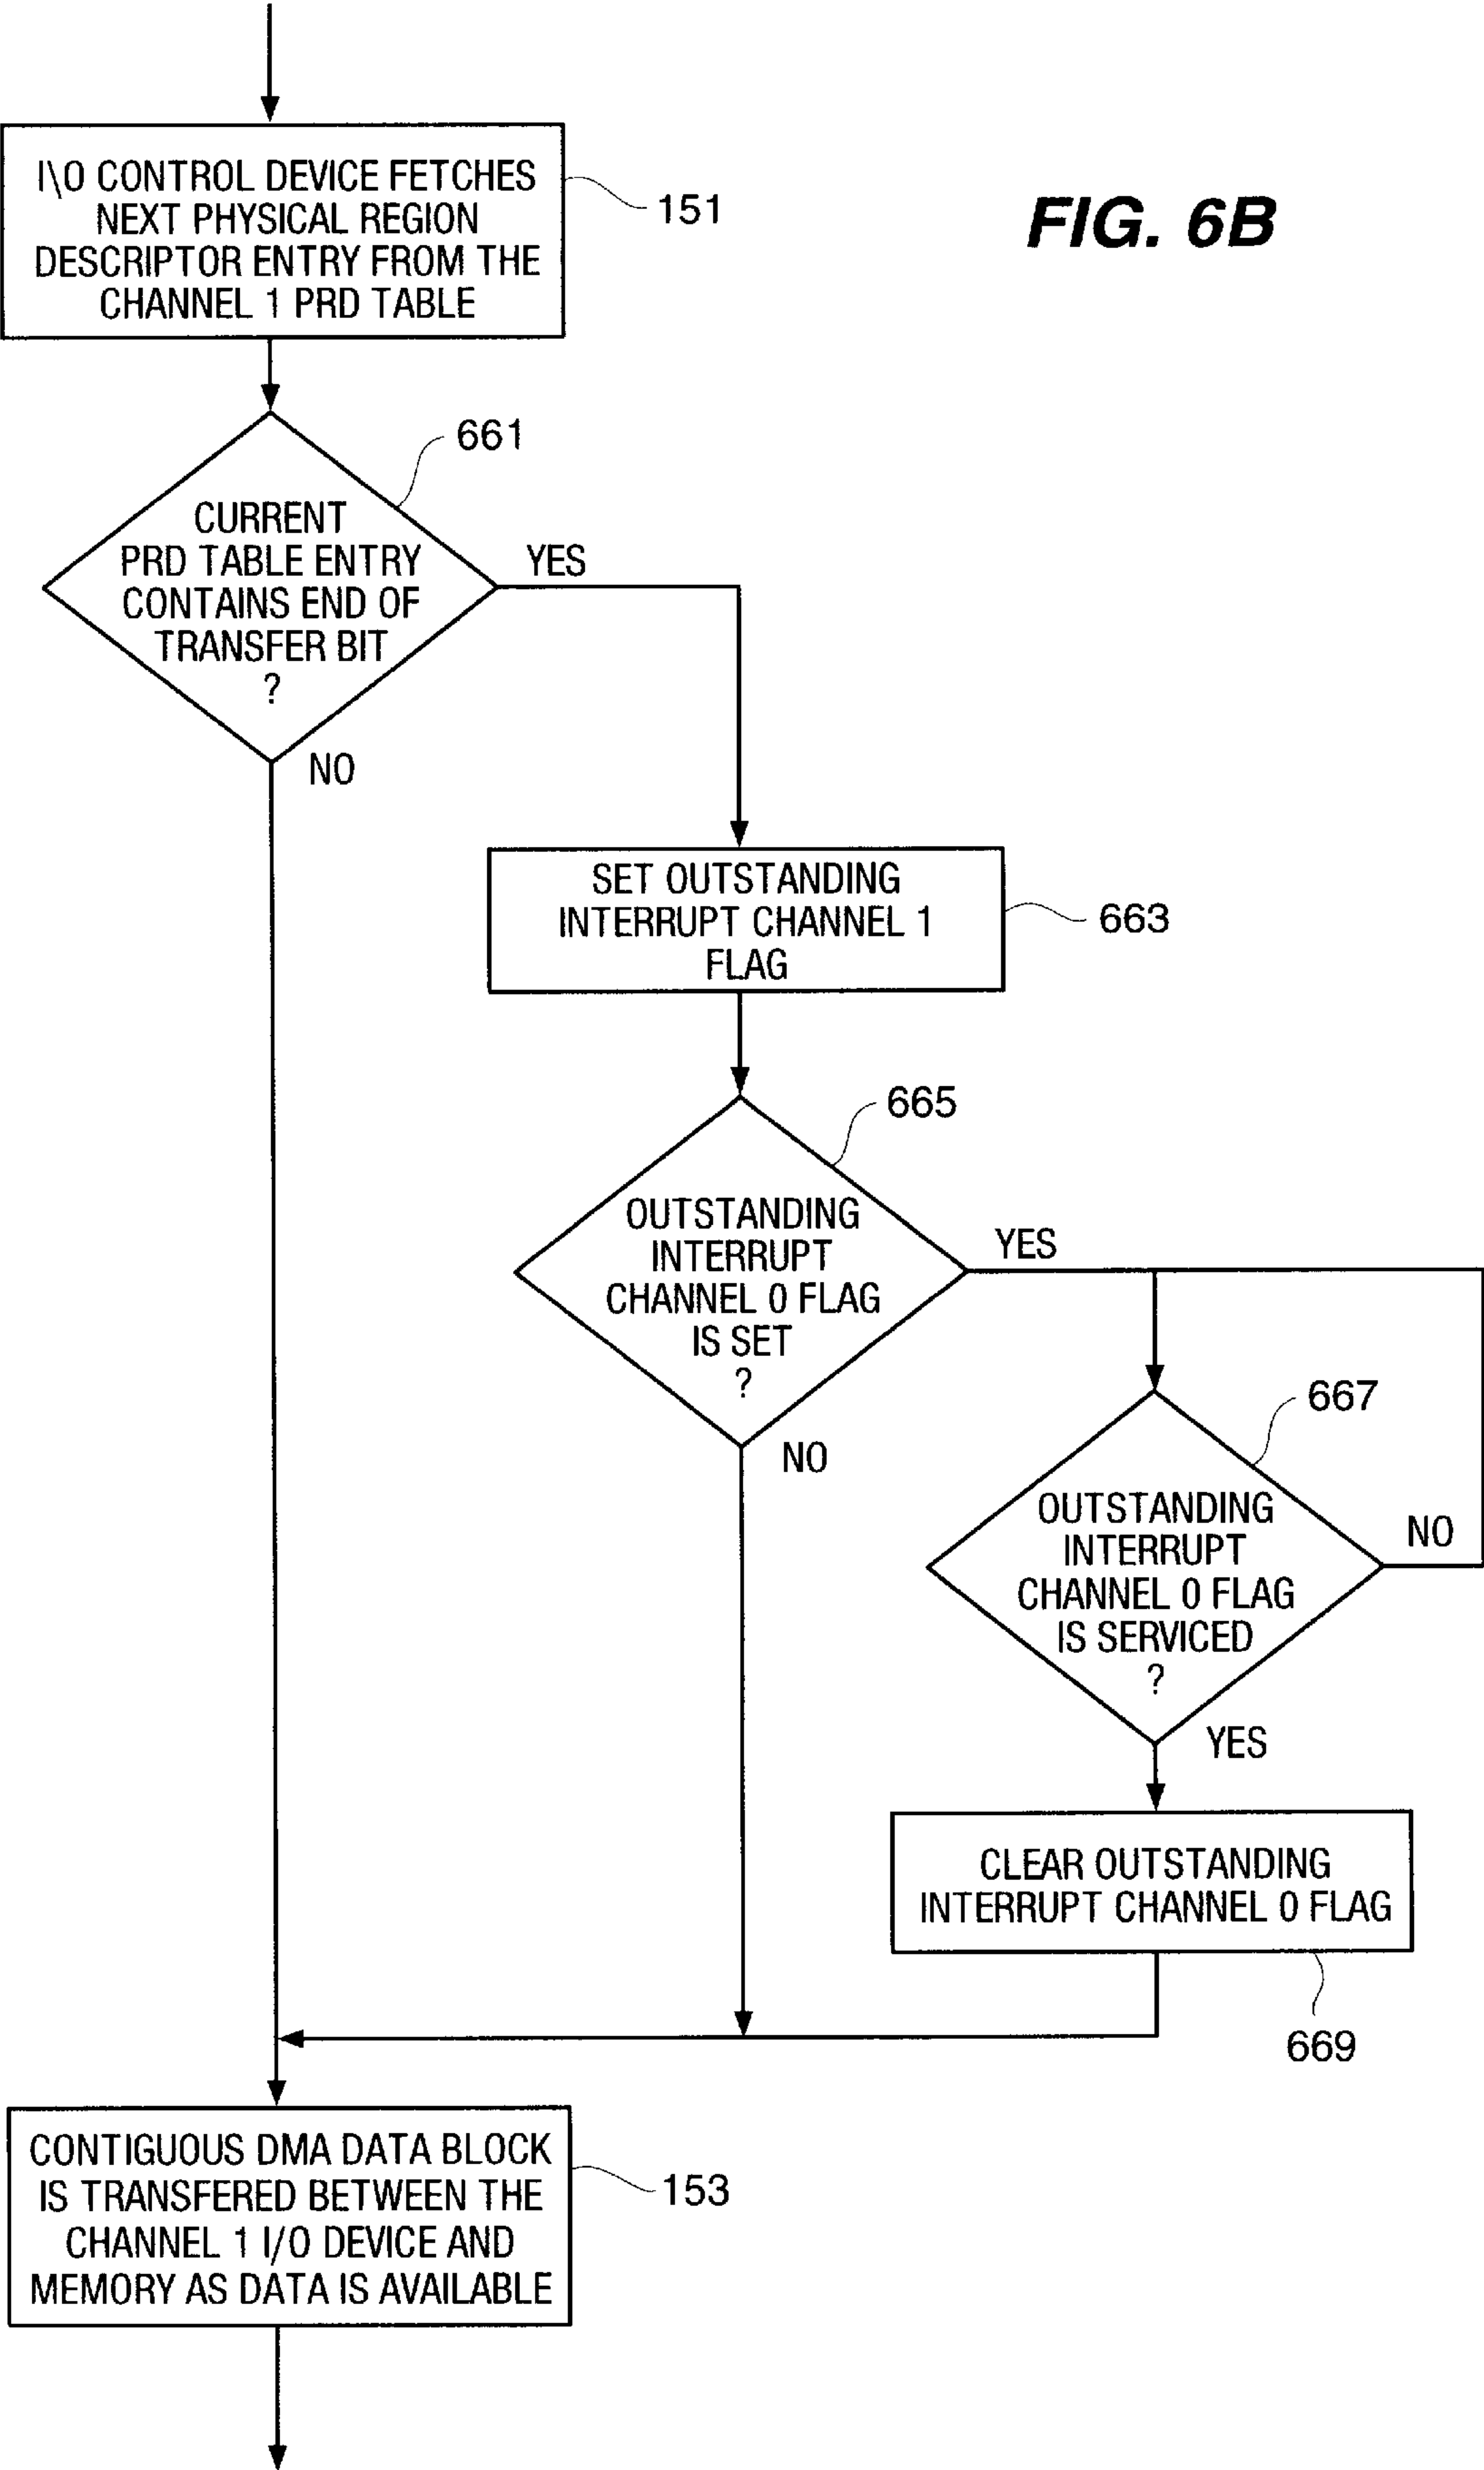 I\O CONTROL DEVICE FETCHES
NEXT PHYSICAL REGION
DESCRIPTOR ENTRY FROM THE
CHANNEL 1 PRD TABLE
151
FIG. 6B
661
CURRENT
PRD TABLE ENTRY
CONTAINS END OF
TRANSFER BIT
?
YES
NO
SET OUTSTANDING
INTERRUPT CHANNEL 1
FLAG
663
665
OUTSTANDING
INTERRUPT
CHANNEL 0 FLAG
IS SET
?
YES
NO
667
OUTSTANDING
INTERRUPT
CHANNEL 0 FLAG
IS SERVICED
?
NO
YES
CLEAR OUTSTANDING
INTERRUPT CHANNEL 0 FLAG
669
CONTIGUOUS DMA DATA BLOCK
IS TRANSFERED BETWEEN THE
CHANNEL 1 I/O DEVICE AND
MEMORY AS DATA IS AVAILABLE
153